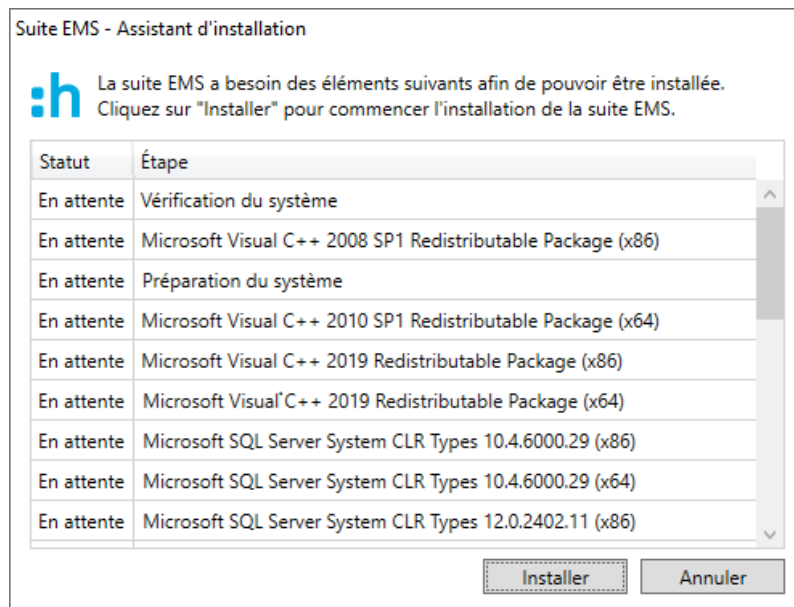 Suite EMS - Assistant d'installation
:h
La suite EMS a besoin des éléments suivants afin de pouvoir être installée.
Cliquez sur "Installer" pour commencer l'installation de la suite EMS.
Statut Étape
En attente Vérification du système
En attente Microsoft Visual C++ 2008 SP1 Redistributable Package (x86)
En attente Préparation du système
En attente Microsoft Visual C++ 2010 SP1 Redistributable Package (x64)
En attente Microsoft Visual C++ 2019 Redistributable Package (x86)
En attente Microsoft Visual C++ 2019 Redistributable Package (x64)
En attente Microsoft SQL Server System CLR Types 10.4.6000.29 (x86)
En attente Microsoft SQL Server System CLR Types 10.4.6000.29 (x64)
En attente Microsoft SQL Server System CLR Types 12.0.2402.11 (x86)
Installer Annuler